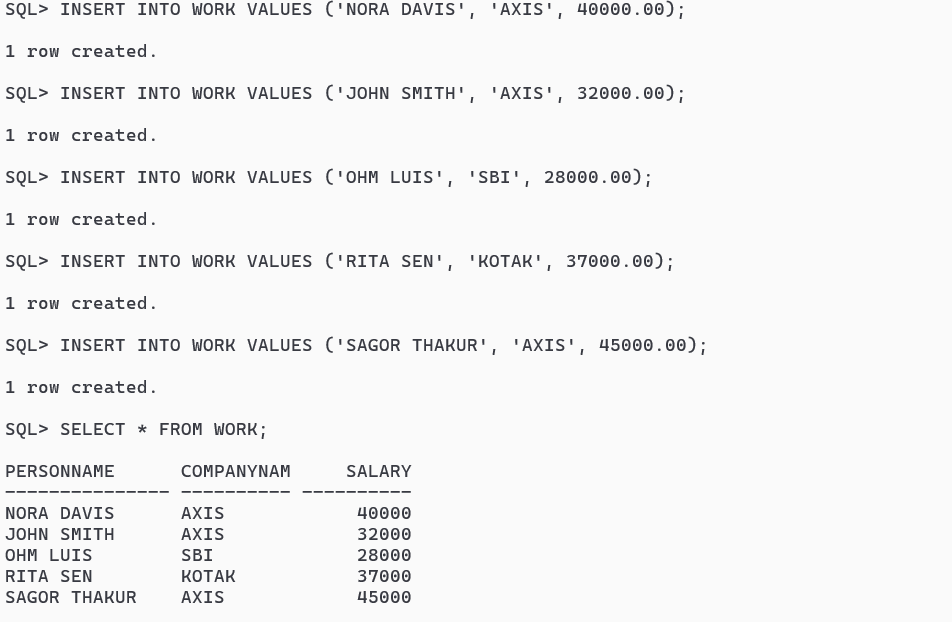 SQL> INSERT INTO WORK VALUES ('NORA DAVIS', 'AXIS', 40000.00);
1 row created.
SQL> INSERT INTO WORK VALUES ('JOHN SMITH', 'AXIS', 32000.00);
1 row created.
SQL> INSERT INTO WORK VALUES ('OHM LUIS', 'SBI', 28000.00);
1 row created.
SQL> INSERT INTO WORK VALUES ('RITA SEN', 'KOTAK', 37000.00);
1 row created.
SQL> INSERT INTO WORK VALUES ('SAGOR THAKUR', 'AXIS', 45000.00);
1 row created.
SQL> SELECT * FROM WORK;
PERSONNAME      COMPANYNAM     SALARY
--------------- ---------- ----------
NORA DAVIS      AXIS            40000
JOHN SMITH      AXIS            32000
OHM LUIS        SBI             28000
RITA SEN        KOTAK           37000
SAGOR THAKUR    AXIS            45000